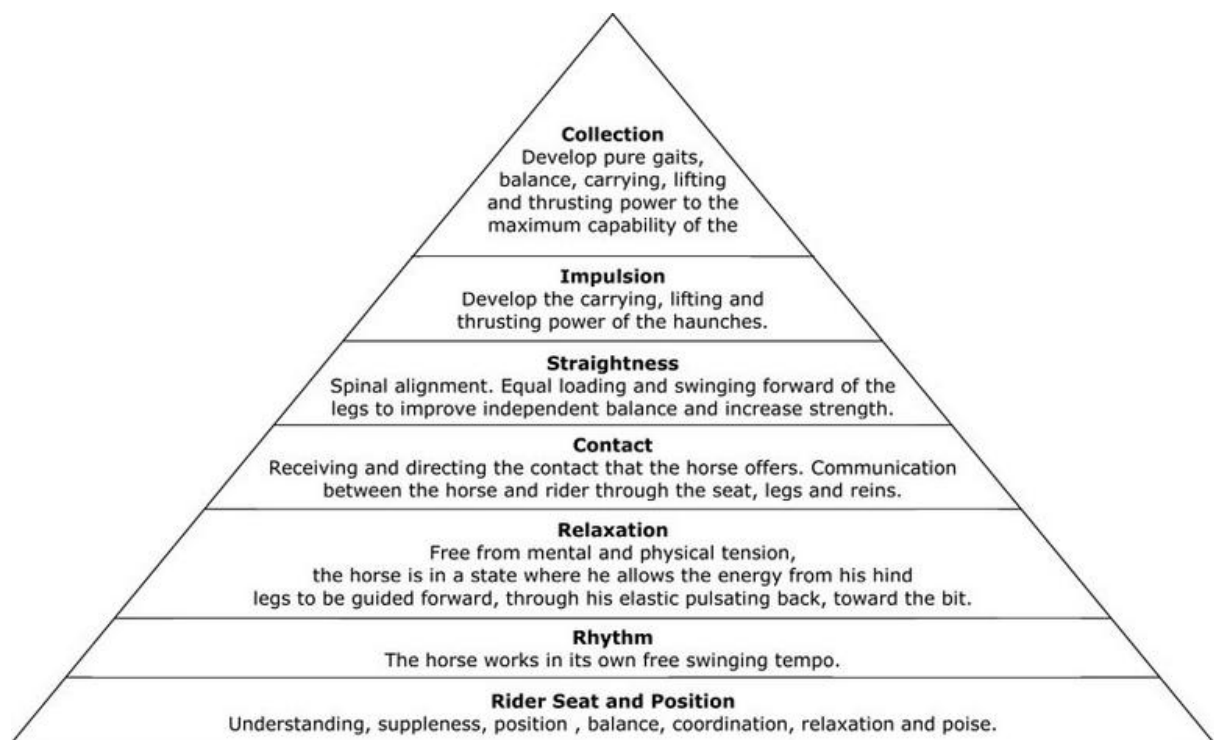 Collection
Develop pure gaits,
balance, carrying, lifting
and thrusting power to the
maximum capability of the
Impulsion
Develop the carrying, lifting and
thrusting power of the haunches.
Straightness
Spinal alignment. Equal loading and swinging forward of the
legs to improve independent balance and increase strength.
Contact
Receiving and directing the contact that the horse offers. Communication
between the horse and rider through the seat, legs and reins.
Relaxation
Free from mental and physical tension,
the horse is in a state where he allows the energy from his hind
legs to be guided forward, through his elastic pulsating back, toward the bit.
Rhythm
The horse works in its own free swinging tempo.
Rider Seat and Position
Understanding, suppleness, position , balance, coordination, relaxation and poise.